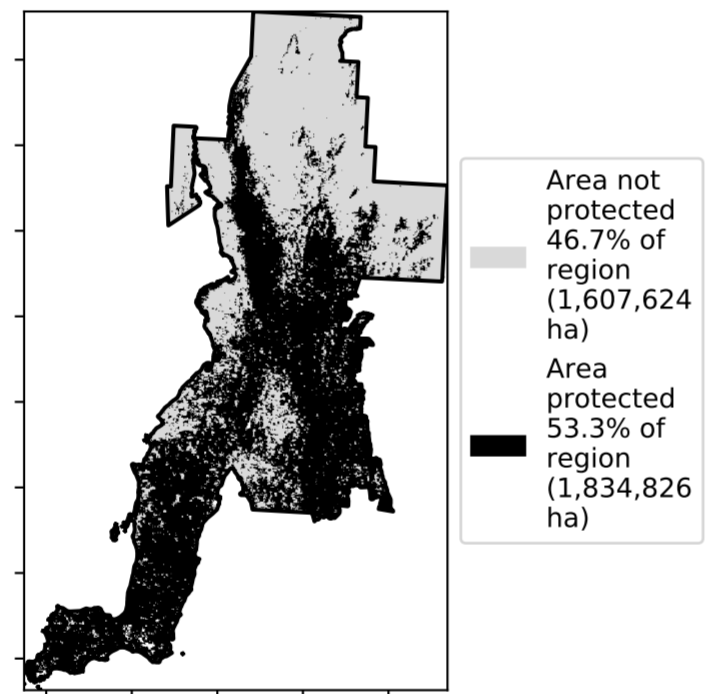 Area not
protected
46.7% of
region
(1,607,624
ha)
Area
protected
53.3% of
region
(1,834,826
ha)